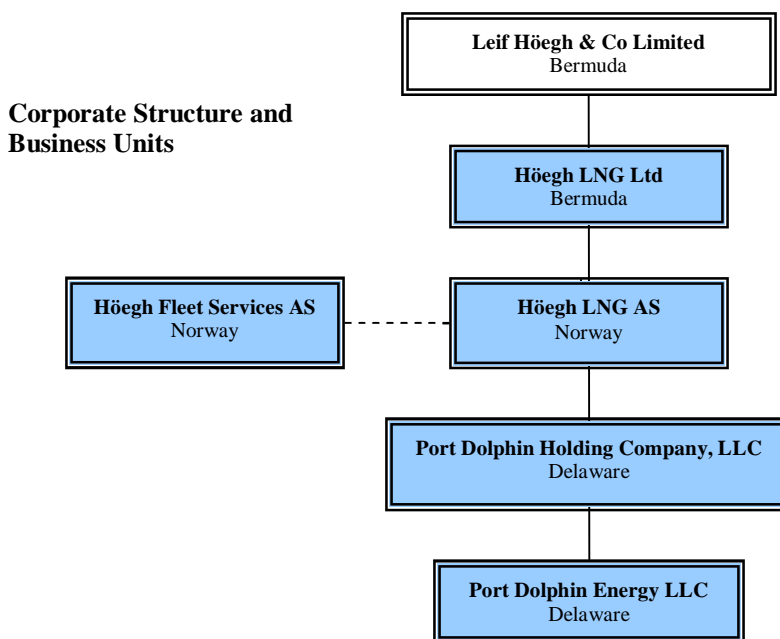 Leif Höegh & Co Limited
Bermuda
Corporate Structure and
Business Units
Höegh LNG Ltd
Bermuda
Höegh Fleet Services AS
Norway
Höegh LNG AS
Norway
Port Dolphin Holding Company, LLC
Delaware
Port Dolphin Energy LLC
Delaware